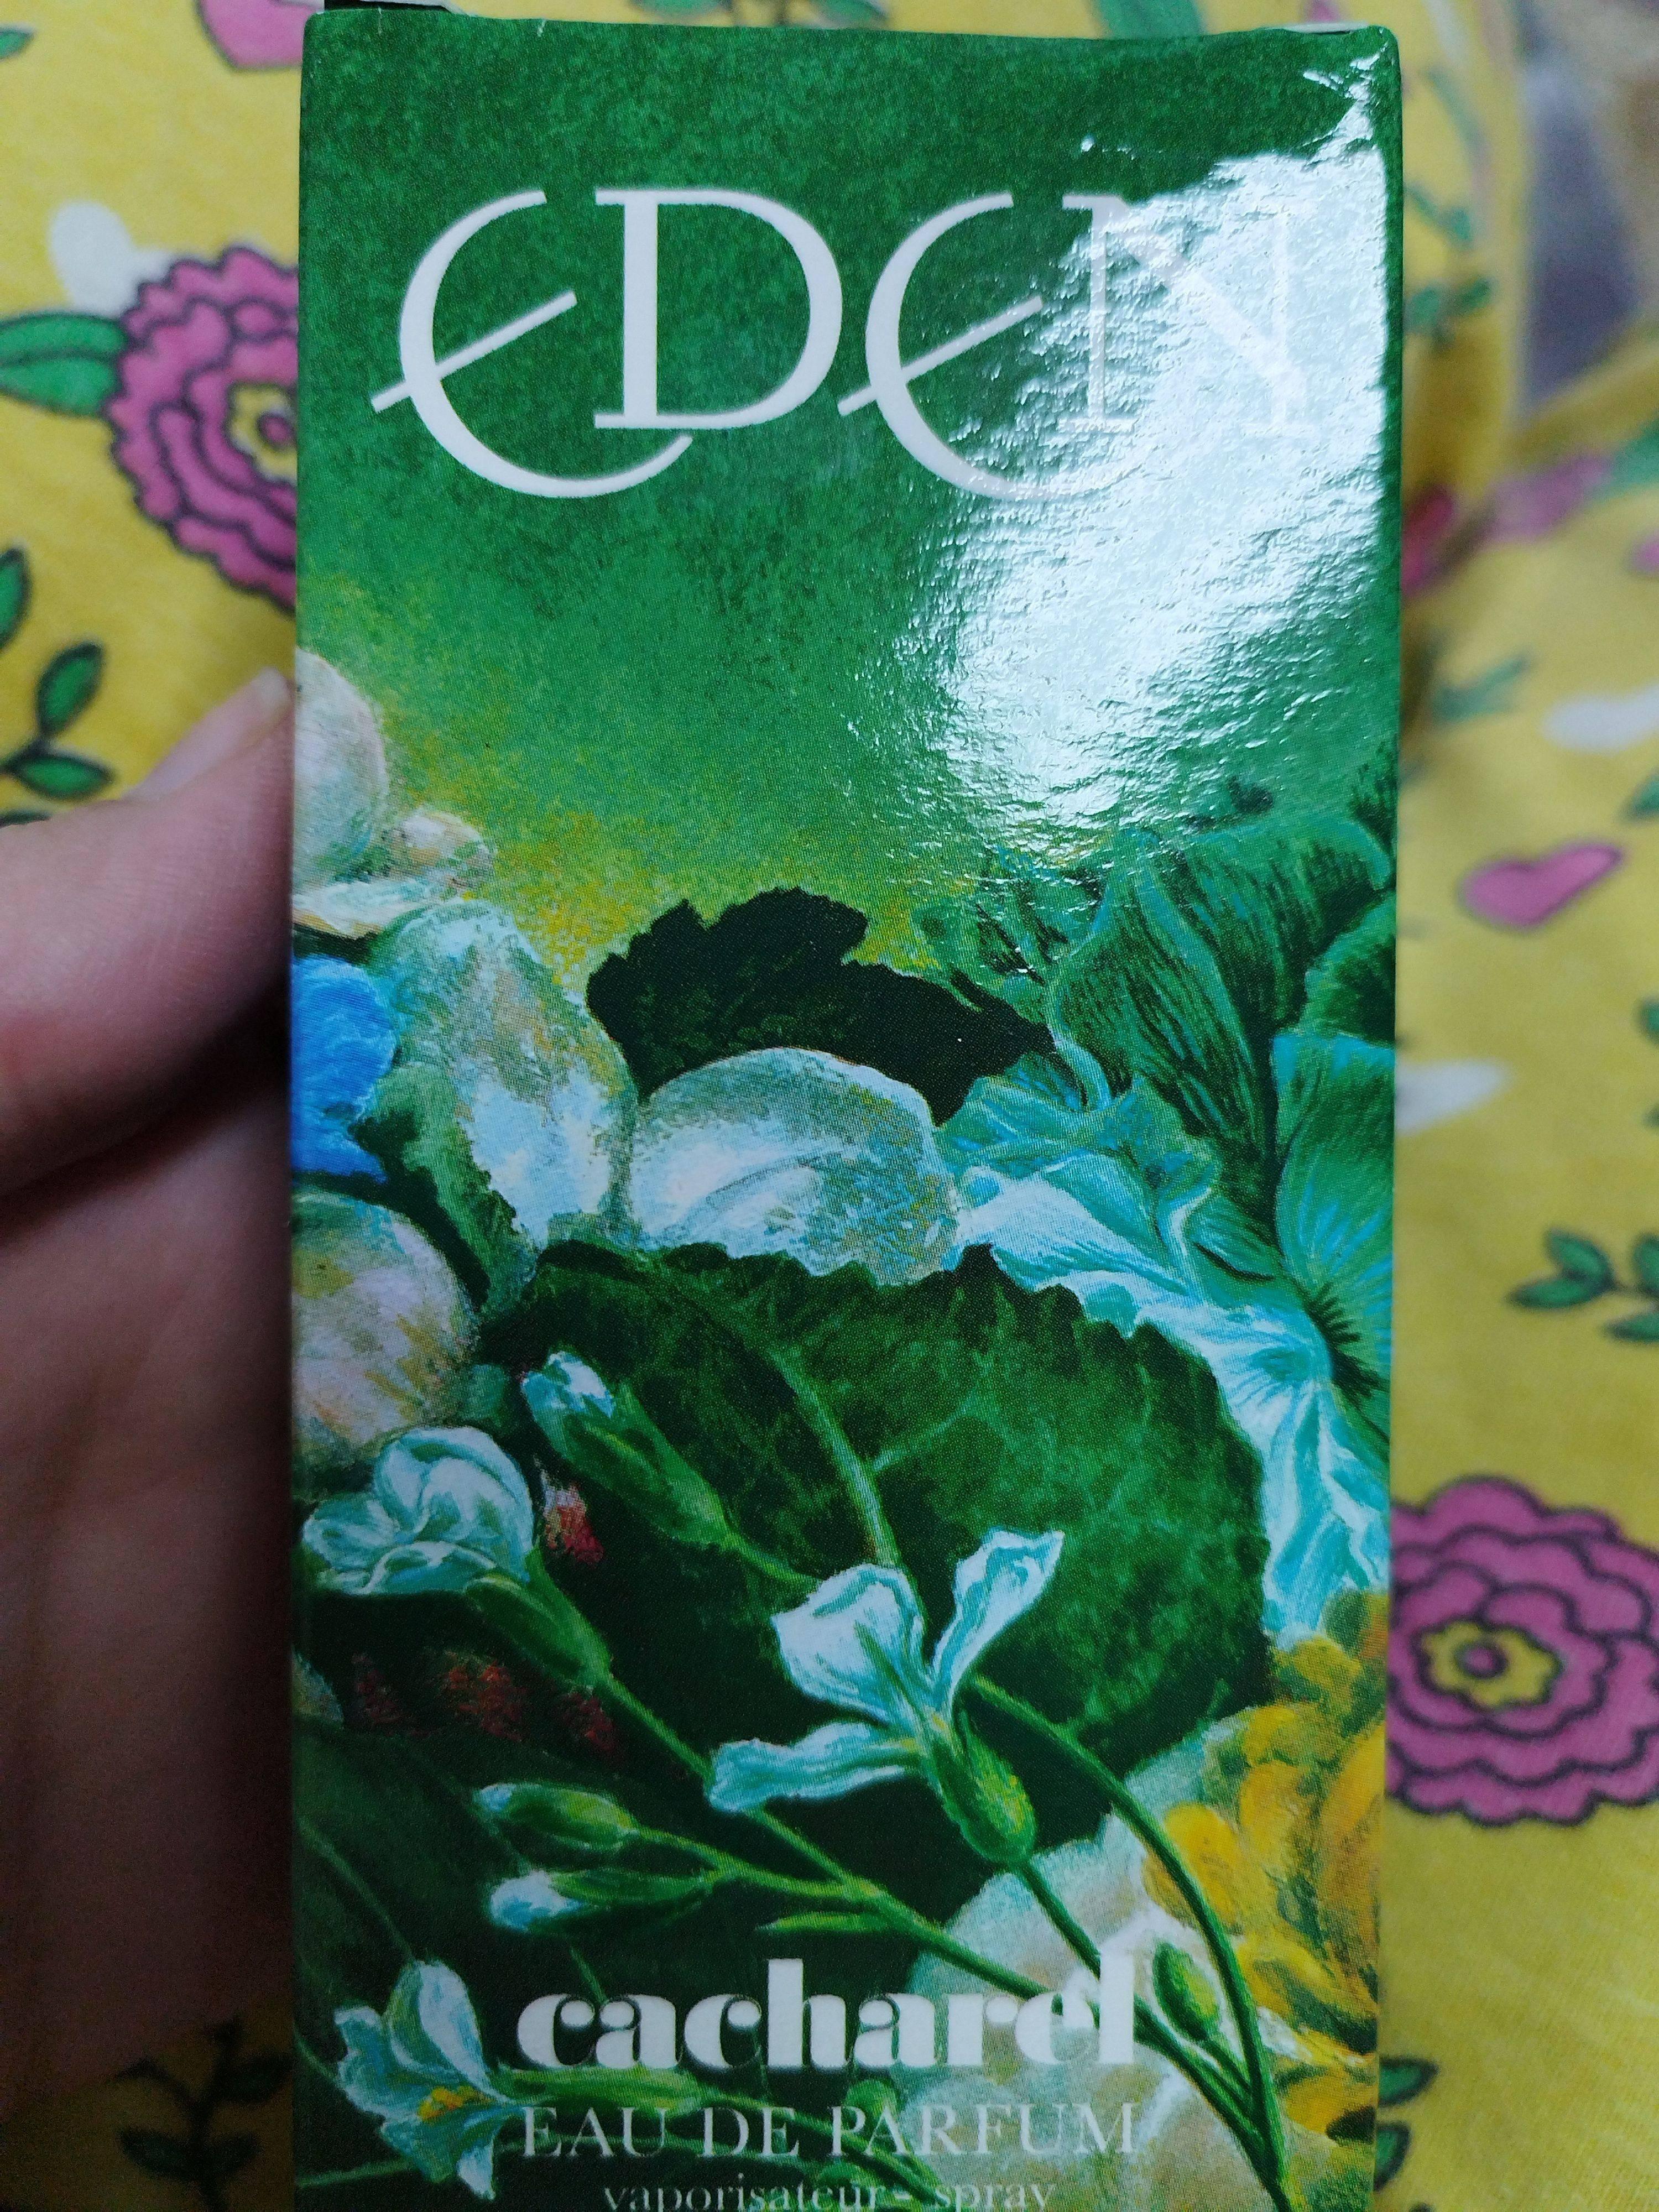 EDEN
cacharel
EAU DE PARFUM
vaporisateur - spray